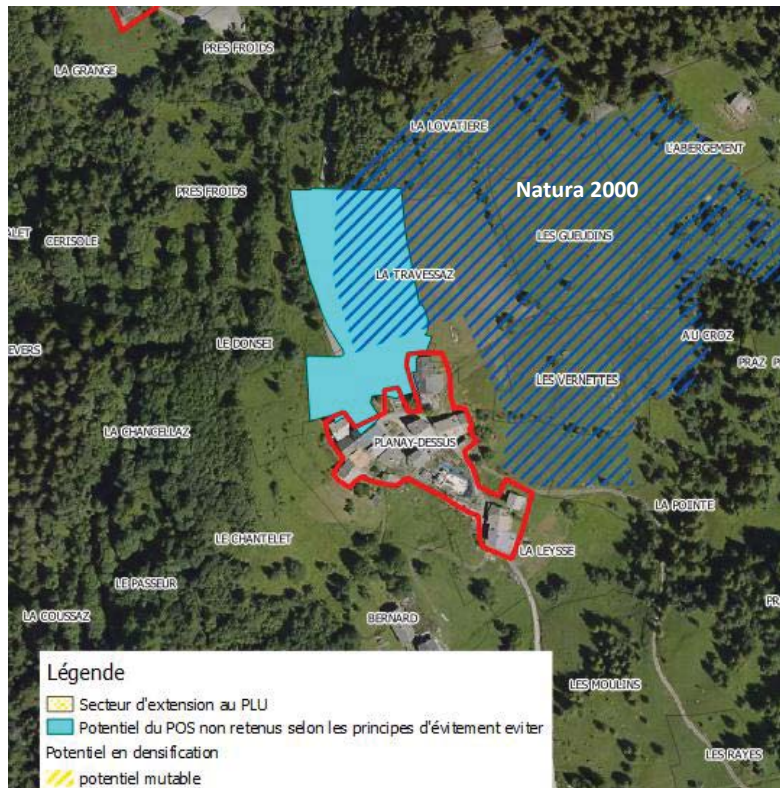 PRES FROIDS
LA GRANGE
LA LOVATIERE
L'ABERGEMENT
PRES FROIDS
Natura 2000
ALET
CERISOLE
LES GUEUDINS
LA TRAVESSAZ
EVERS
LE DONSEI
AU CROZ
PRAZ P
LES VERNETTES
LA CHANCELLAZ
PLANAY-DESSUS
LA POINTE
LE CHANTELET
LA LEYSSE
LE PASSEUR
PR
LA COUSSAZ
BERNARD
Légende
Secteur d'extension au PLU
LES MOULINS
Potentiel du POS non retenus selon les principes d'évitement eviter
Potentiel en densification
LES RAYES
potentiel mutable